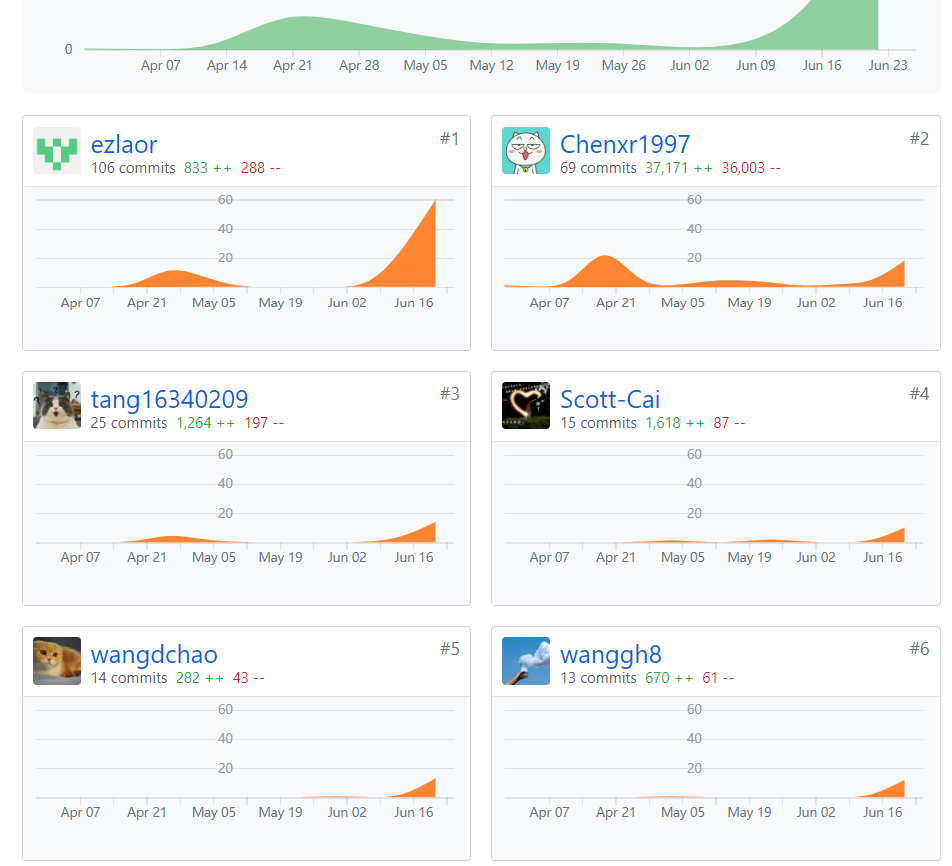 0
Apr 07 Apr 14 Apr 21 Apr 28 May 05 May 12 May 19 May 26 Jun 02 Jun 09 Jun 16 Jun 23
ezlaor #1
106 commits 833 ++ 288 --
60
40
20
Apr 07 Apr 21 May 05 May 19 Jun 02 Jun 16
Chenxr1997 #2
69 commits 37,171 ++ 36,003 --
60
40
20
Apr 07 Apr 21 May 05 May 19 Jun 02 Jun 16
tang16340209 #3
25 commits 1,264 ++ 197 --
60
40
20
Apr 07 Apr 21 May 05 May 19 Jun 02 Jun 16
Scott-Cai #4
15 commits 1,618 ++ 87 --
60
40
20
Apr 07 Apr 21 May 05 May 19 Jun 02 Jun 16
wangdchao #5
14 commits 282 ++ 43 --
60
40
20
Apr 07 Apr 21 May 05 May 19 Jun 02 Jun 16
wanggh8 #6
13 commits 670 ++ 61 --
60
40
20
Apr 07 Apr 21 May 05 May 19 Jun 02 Jun 16